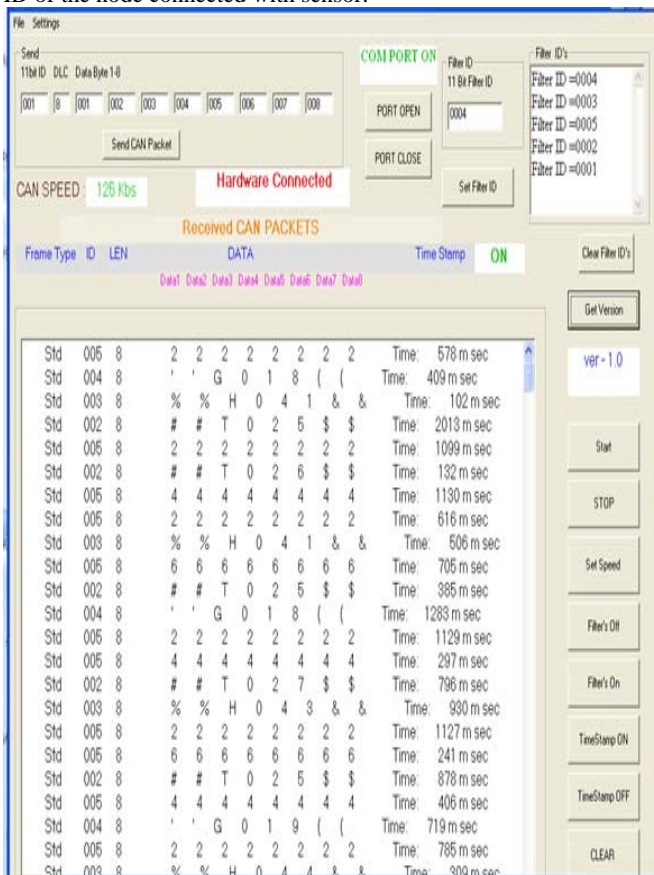 ID of the node connected with sensor.
File Settings
Send
11bit ID DLC Data Byte 1-8
001 8 001 002 003 004 005 006 007 008
Send CAN Packet
COM PORT ON
PORT OPEN
PORT CLOSE
Filter ID
11 Bit Filter ID
0004
Set Filter ID
Filter ID's
Filter ID =0004
Filter ID =0003
Filter ID =0005
Filter ID =0002
Filter ID =0001
CAN SPEED : 125 Kbs
Hardware Connected
Received CAN PACKETS
Frame Type ID LEN DATA Time Stamp ON
Data1 Data2 Data3 Data4 Data5 Data6 Data7 Data8
Clear Filter ID's
Get Version
ver - 1.0
Start
STOP
Set Speed
Filter's Off
Filter's On
TimeStamp ON
TimeStamp OFF
CLEAR
Std 005 8 2 2 2 2 2 2 2 2 Time: 578 m sec
Std 004 8 ' ' G 0 1 8 ( ( Time: 409 m sec
Std 003 8 % % H 0 4 1 & & Time: 102 m sec
Std 002 8 # # T 0 2 5 $ $ Time: 2013 m sec
Std 005 8 2 2 2 2 2 2 2 2 Time: 1099 m sec
Std 002 8 # # T 0 2 6 $ $ Time: 132 m sec
Std 005 8 4 4 4 4 4 4 4 4 Time: 1130 m sec
Std 005 8 2 2 2 2 2 2 2 2 Time: 616 m sec
Std 003 8 % % H 0 4 1 & & Time: 506 m sec
Std 005 8 6 6 6 6 6 6 6 6 Time: 705 m sec
Std 002 8 # # T 0 2 5 $ $ Time: 385 m sec
Std 004 8 ' ' G 0 1 8 ( ( Time: 1283 m sec
Std 005 8 2 2 2 2 2 2 2 2 Time: 1129 m sec
Std 005 8 4 4 4 4 4 4 4 4 Time: 297 m sec
Std 002 8 # # T 0 2 7 $ $ Time: 796 m sec
Std 003 8 % % H 0 4 3 & & Time: 930 m sec
Std 005 8 2 2 2 2 2 2 2 2 Time: 1127 m sec
Std 005 8 6 6 6 6 6 6 6 6 Time: 241 m sec
Std 002 8 # # T 0 2 5 $ $ Time: 878 m sec
Std 005 8 4 4 4 4 4 4 4 4 Time: 406 m sec
Std 004 8 ' ' G 0 1 9 ( ( Time: 719 m sec
Std 005 8 2 2 2 2 2 2 2 2 Time: 785 m sec
Std 003 8 % % H 0 4 4 & & Time: 309 m sec